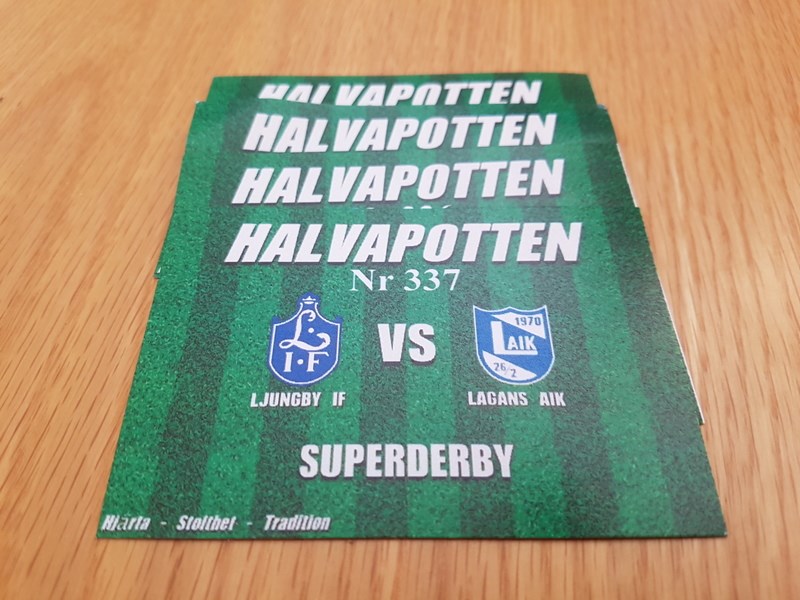 HALVAPOTTEN
HALVAPOTTEN
HALVAPOTTEN
HALVAPOTTEN
Nr 337
L.
I·F
VS
1970
LAIK
26/2
LJUNGBY IF
LAGANS AIK
SUPERDERBY
Hjärta - Stolthet - Tradition